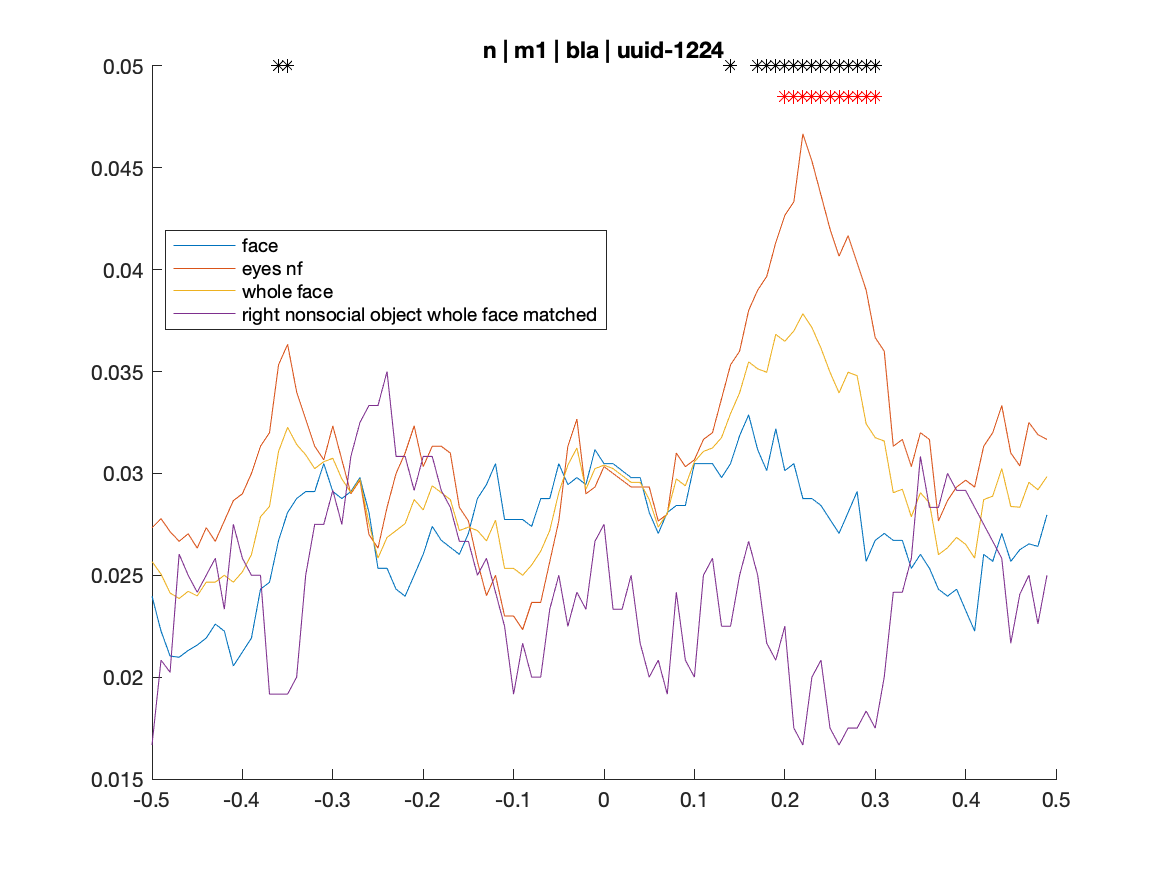 n | m1 | bla | uuid-1224
0.05
0.045
0.04
0.035
0.03
0.025
0.02
0.015
face
eyes nf
whole face
right nonsocial object whole face matched
-0.5 -0.4 -0.3 -0.2 -0.1 0 0.1 0.2 0.3 0.4 0.5